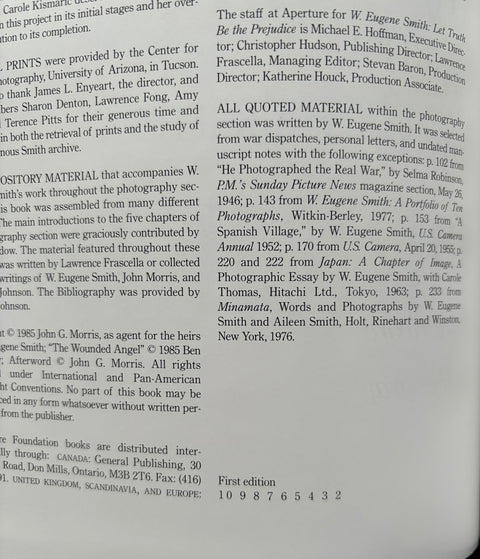 Carole Kismaric
n this project in its initial stages and her over-
tion to its completion.
PRINTS were provided by the Center for
otography, University of Arizona, in Tucson.
o thank James L. Enyeart, the director, and
bers Sharon Denton, Lawrence Fong, Amy
Terence Pitts for their generous time and
in both the retrieval of prints and the study of
nous Smith archive.
OSITORY MATERIAL that accompanies W.
mith's work throughout the photography sec-
is book was assembled from many different
The main introductions to the five chapters of
graphy section were graciously contributed by
dow. The material featured throughout these
was written by Lawrence Frascella or collected
writings of W. Eugene Smith, John Morris, and
Johnson. The Bibliography was provided by
ohnson.
t © 1985 John G. Morris, as agent for the heirs
gene Smith; "The Wounded Angel" © 1985 Ben
; Afterword © John G. Morris. All rights
under International and Pan-American
ht Conventions. No part of this book may be
ced in any form whatsoever without written per-
from the publisher.
re Foundation books are distributed inter-
lly through: CANADA: General Publishing, 30
Road, Don Mills, Ontario, M3B 2T6. Fax: (416)
91. UNITED KINGDOM, SCANDINAVIA, AND EUROPE:
The staff at Aperture for W. Eugene Smith: Let Truth
Be the Prejudice is Michael E. Hoffman, Executive Direc-
tor; Christopher Hudson, Publishing Director; Lawrence
Frascella, Managing Editor; Stevan Baron, Production
Director; Katherine Houck, Production Associate.
ALL QUOTED MATERIAL within the photography
section was written by W. Eugene Smith. It was selected
from war dispatches, personal letters, and undated man-
uscript notes with the following exceptions: p. 102 from
"He Photographed the Real War," by Selma Robinson,
P.M.'s Sunday Picture News magazine section, May 26,
1946; p. 143 from W. Eugene Smith: A Portfolio of Ten
Photographs, Witkin-Berley, 1977; p. 153 from "A
Spanish Village," by W. Eugene Smith, U.S. Camera
Annual 1952; p. 170 from U.S. Camera, April 20, 1955; p.
220 and 222 from Japan: A Chapter of Image, A
Photographic Essay by W. Eugene Smith, with Carole
Thomas, Hitachi Ltd., Tokyo, 1963; p. 233 from
Minamata, Words and Photographs by W. Eugene
Smith and Aileen Smith, Holt, Rinehart and Winston,
New York, 1976.
First edition
10 9 8 7 6 5 4 3 2